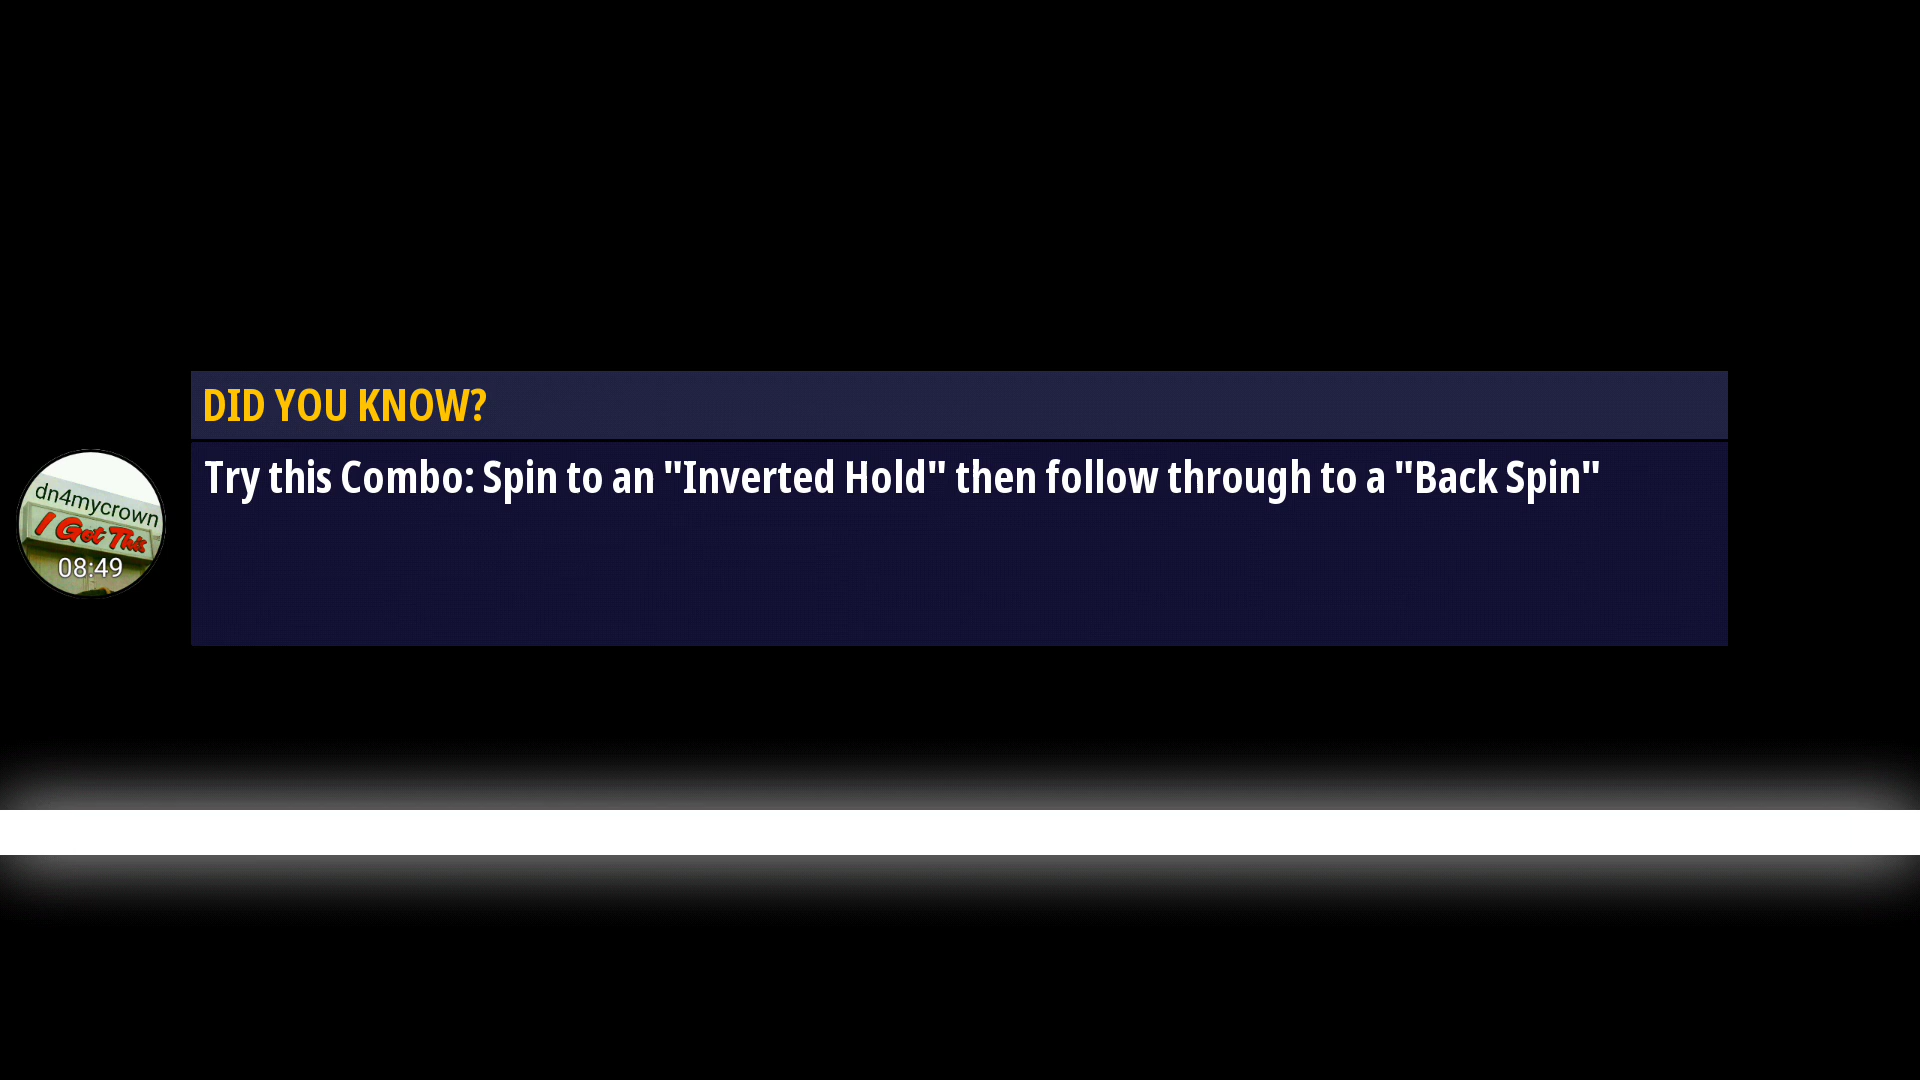 DID YOU KNOW?
Try this Combo: Spin to an "Inverted Hold" then follow through to a "Back Spin"
dn4mycrown
I Got This
08:49